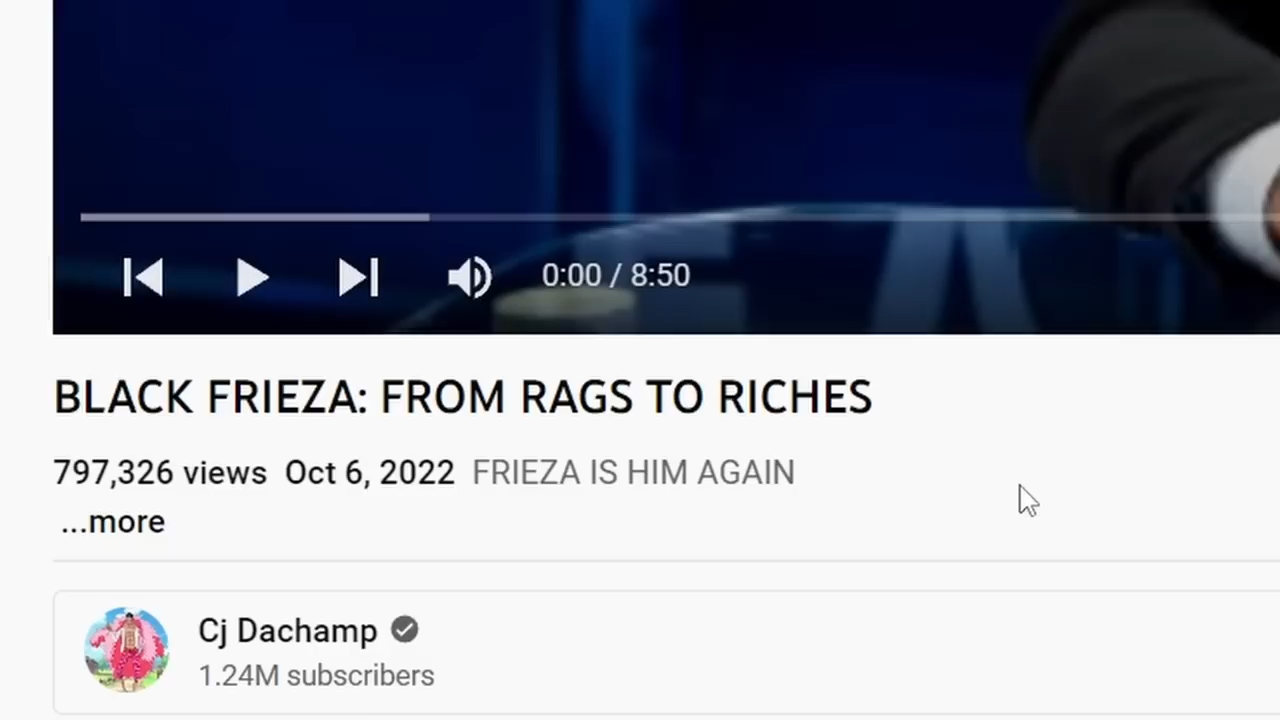 0:00 / 8:50
BLACK FRIEZA: FROM RAGS TO RICHES
797,326 views Oct 6, 2022 FRIEZA IS HIM AGAIN
...more
Cj Dachamp
1.24M subscribers